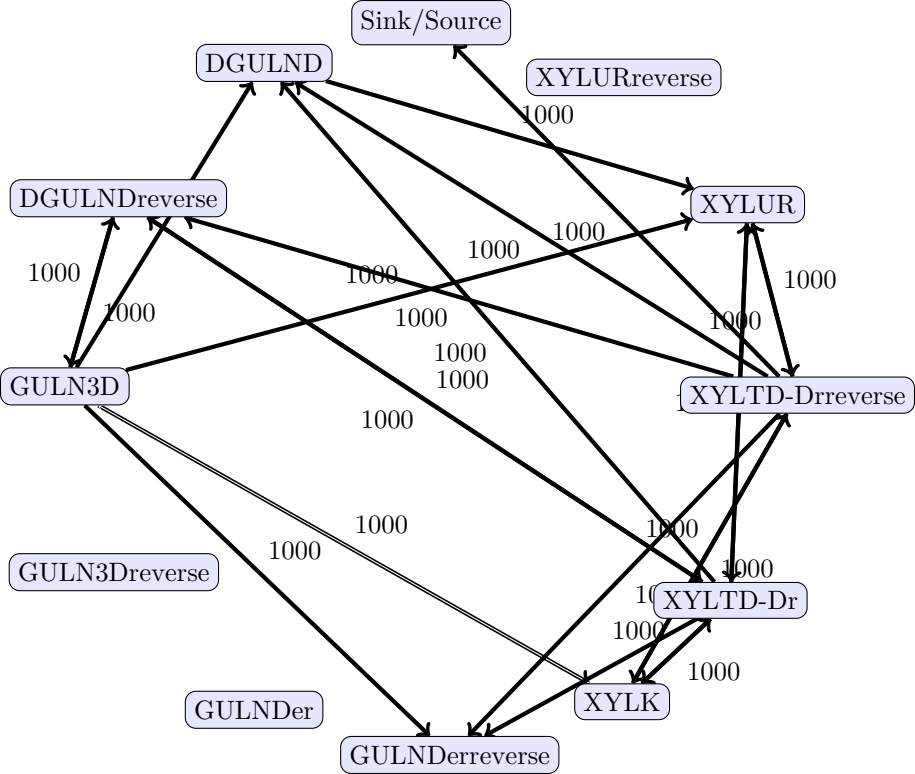 Sink/Source
DGULND
XYLURreverse
1000
DGULNDreverse
XYLUR
1000
1000
1000
1000
1000
1000
1000
1000
1000
1000
GULN3D
XYLTD-Drreverse
1000
1000
1000
1000
GULN3Dreverse
1000
XYLTD-Dr
1000
1000
GULNDer
XYLK
GULNDerreverse